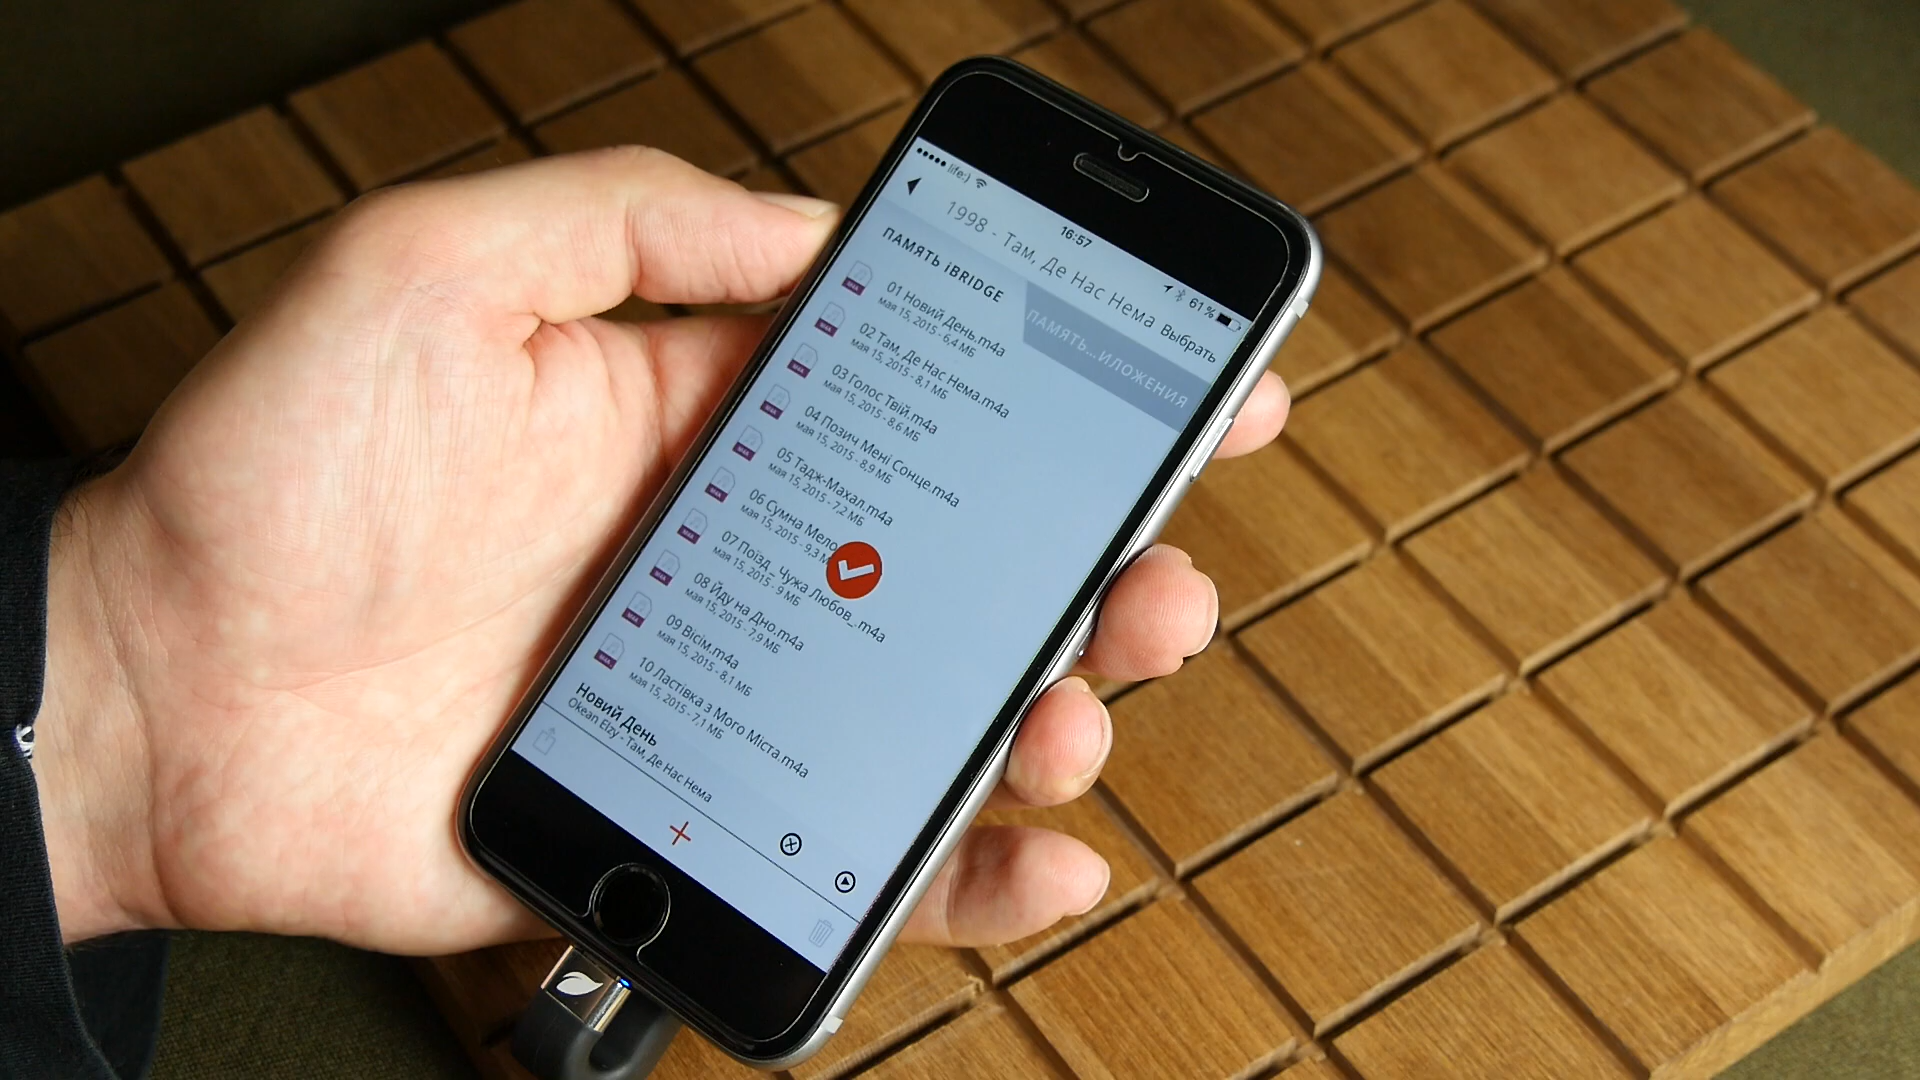 life:) 16:57 61 %
1998 - Там, Де Нас Нема Выбрать
ПАМЯТЬ iBRIDGE ПАМЯТЬ...ИЛОЖЕНИЯ
01 Новий День.m4a
мая 15, 2015 - 6,4 МБ
02 Там, Де Нас Нема.m4a
мая 15, 2015 - 8,1 МБ
03 Голос Твій.m4a
мая 15, 2015 - 8,6 МБ
04 Позич Мені Сонце.m4a
мая 15, 2015 - 8,9 МБ
05 Тадж-Махал.m4a
мая 15, 2015 - 7,2 МБ
06 Сумна Мело
мая 15, 2015 - 9,3 М
07 Поїзд _ Чужа Любов_.m4a
мая 15, 2015 - 9 МБ
08 Йду на Дно.m4a
мая 15, 2015 - 7,9 МБ
09 Вісім.m4a
мая 15, 2015 - 8,1 МБ
10 Ластівка з Мого Міста.m4a
мая 15, 2015 - 7,1 МБ
Новий День
Okean Elzy - Там, Де Нас Нема